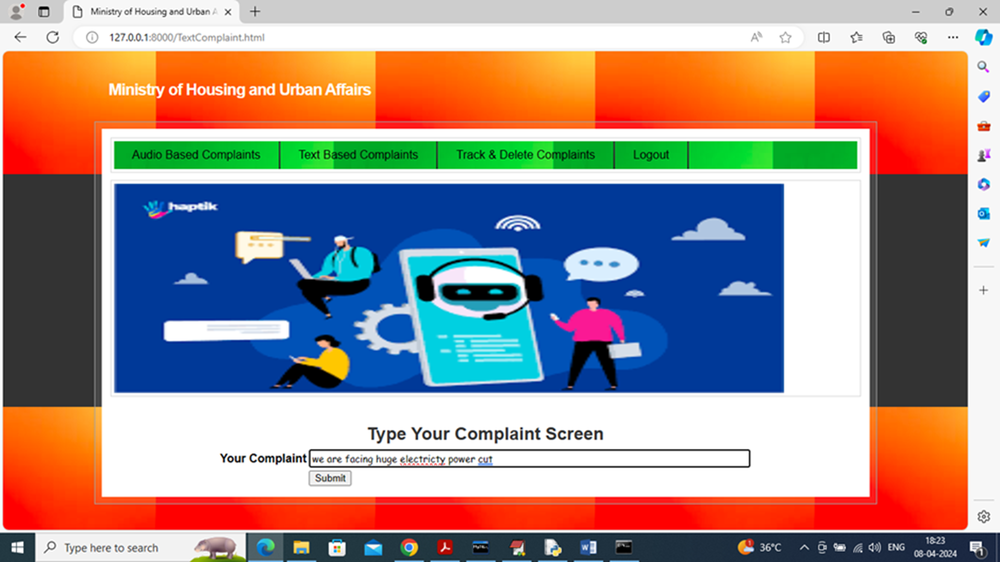 Ministry of Housing and Urban A
127.0.0.1:8000/TextComplaint.html
Ministry of Housing and Urban Affairs
Audio Based Complaints
Text Based Complaints
Track & Delete Complaints
Logout
haptik
Type Your Complaint Screen
Your Complaint we are facing huge electricty power cut
Submit
Type here to search
1 36°C
ENG
18:23
08-04-2024
1